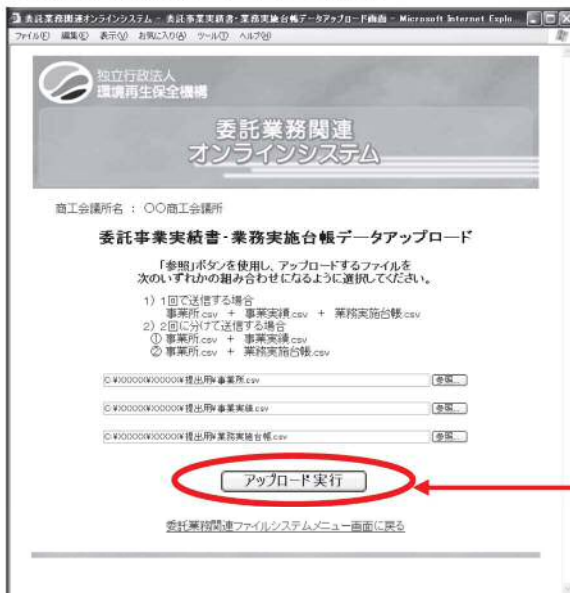 委託業務関連オンラインシステム - 委託事業実績書・業務実施台帳データアップロード画面 - Microsoft Internet Explo...
ファイル(F) 編集(E) 表示(V) お気に入り(A) ツール(T) ヘルプ(H)
独立行政法人
環境再生保全機構
委託業務関連
オンラインシステム
商工会議所名 : 〇〇商工会議所
委託事業実績書・業務実施台帳データアップロード
「参照」ボタンを使用し、アップロードするファイルを
次のいずれかの組み合わせになるように選択してください。
1) 1回で送信する場合
事業所.csv + 事業実績.csv + 業務実施台帳.csv
2) 2回に分けて送信する場合
① 事業所.csv + 事業実績.csv
② 事業所.csv + 業務実施台帳.csv
C:¥XXXXX¥XXXXX¥提出用¥事業所.csv 参照...
C:¥XXXXX¥XXXXX¥提出用¥事業実績.csv 参照...
C:¥XXXXX¥XXXXX¥提出用¥業務実施台帳.csv 参照...
アップロード実行
委託業務関連ファイルシステムメニュー画面に戻る